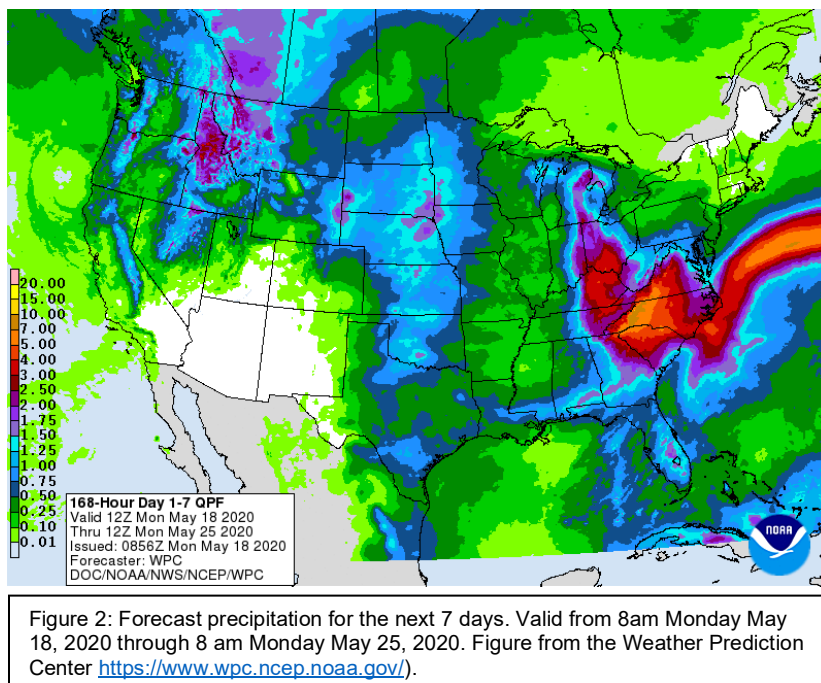 20.00
15.00
10.00
7.00
5.00
4.00
3.00
2.50
2.00
1.75
1.50
1.25
1.00
0.75
0.50
0.25
0.10
0.01
168-Hour Day 1-7 QPF
Valid 12Z Mon May 18 2020
Thru 12Z Mon May 25 2020
Issued: 0856Z Mon May 18 2020
Forecaster: WPC
DOC/NOAA/NWS/NCEP/WPC
NOAA
Figure 2: Forecast precipitation for the next 7 days. Valid from 8am Monday May
18, 2020 through 8 am Monday May 25, 2020. Figure from the Weather Prediction
Center https://www.wpc.ncep.noaa.gov/).